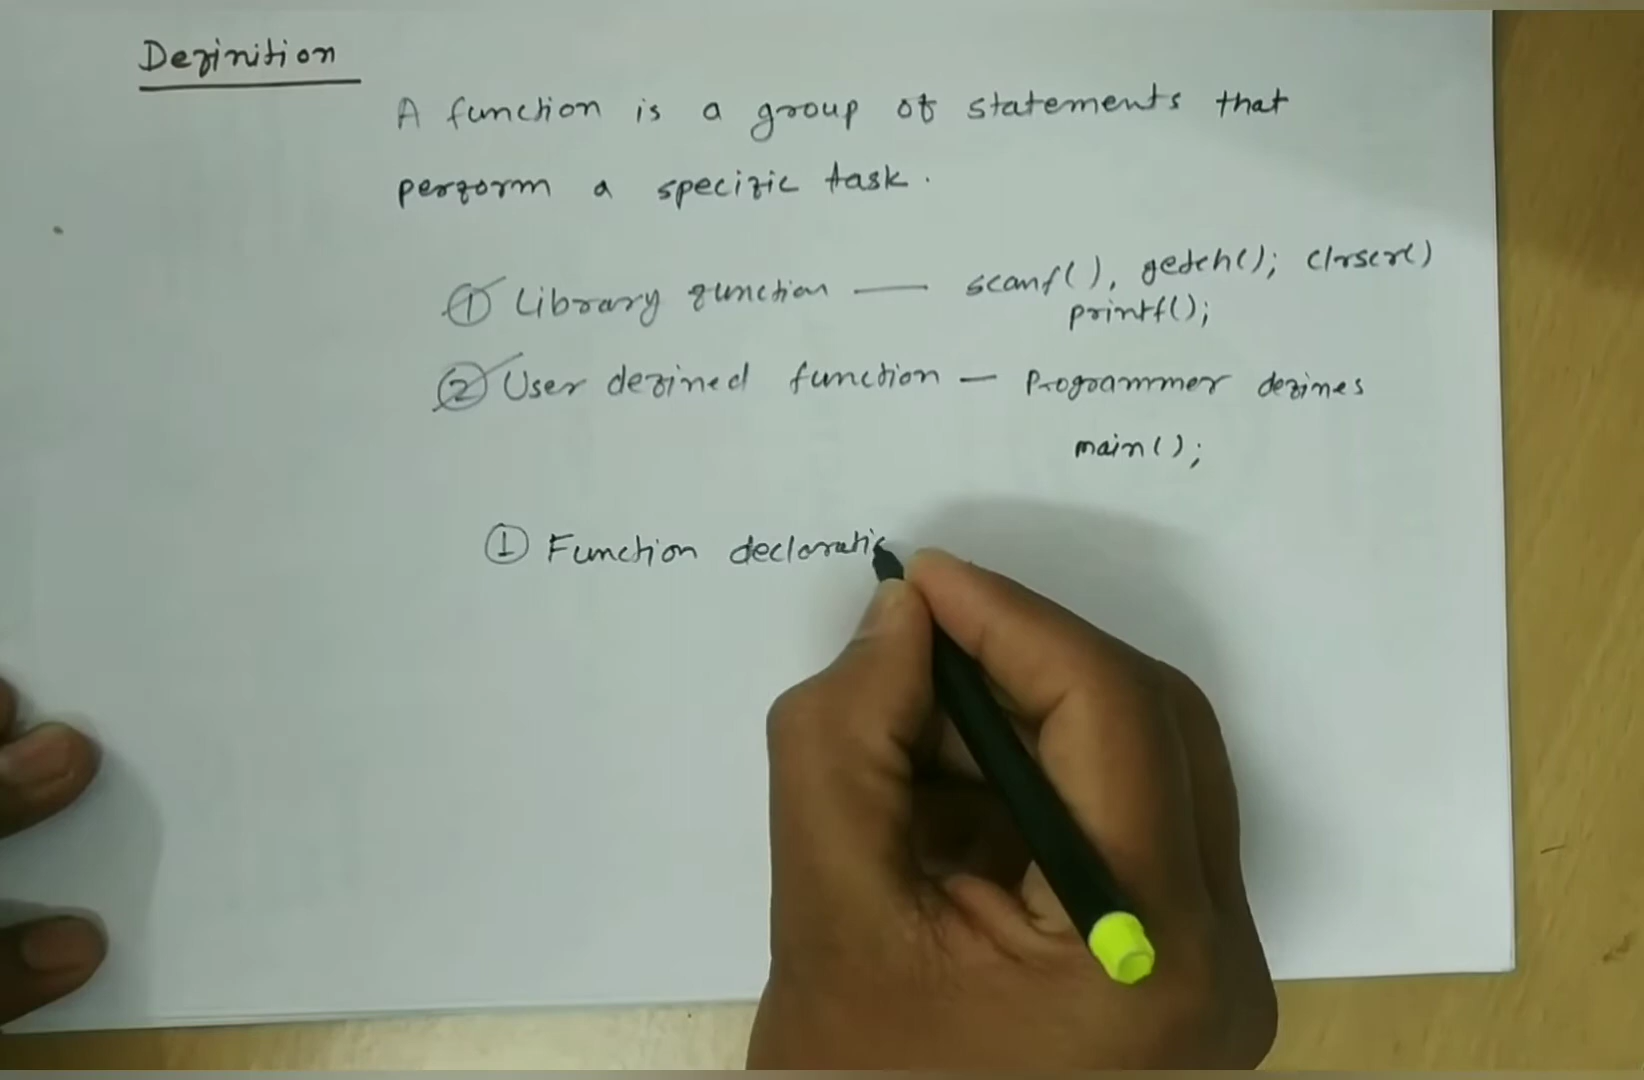 Definition
A function is a group of statements that
perform a specific task.
① Library function — scanf(), getch(); clrscr()
printf();
② User defined function — Programmer defines
main();
① Function declaratio